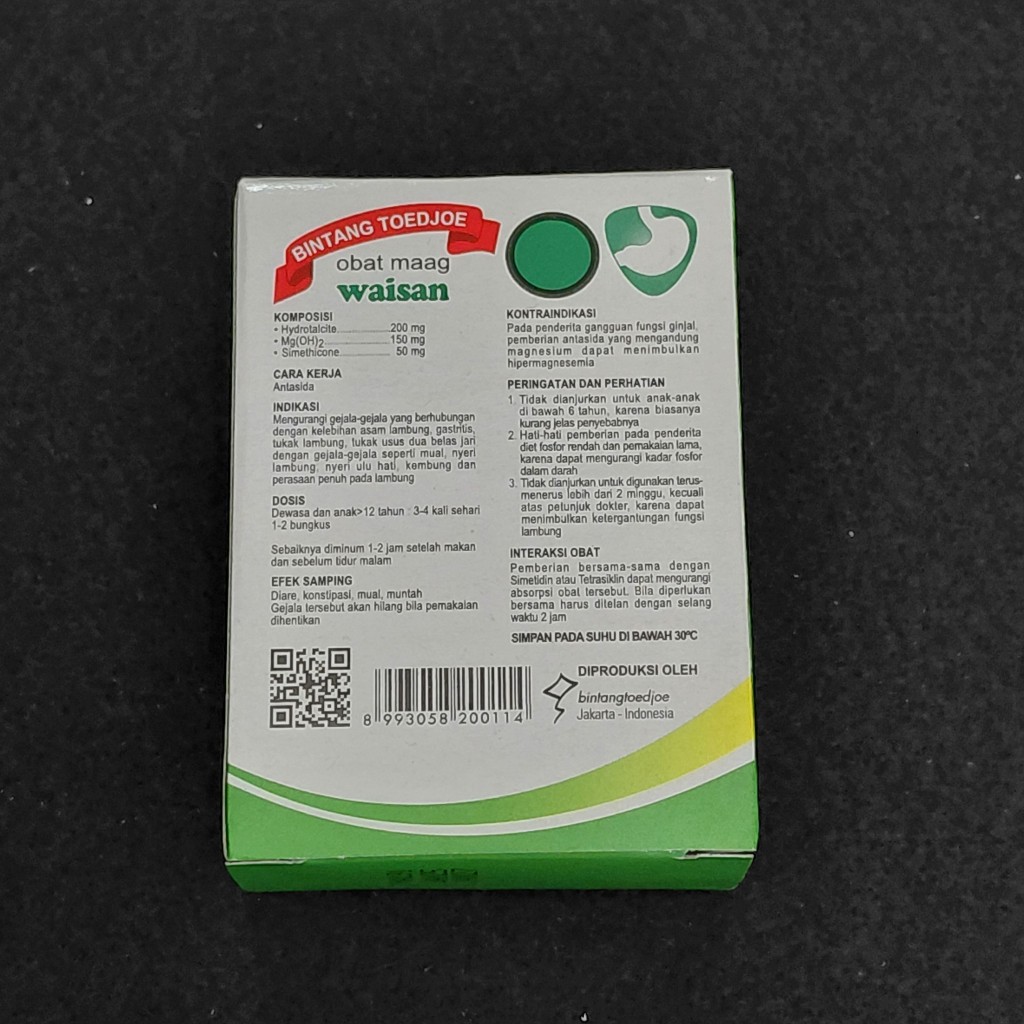 BINTANG TOEDJOE
obat maag
waisan
KOMPOSISI
• Hydrotalcite...............200 mg
• Mg(OH)2...................150 mg
• Simethicone.............. 50 mg
CARA KERJA
Antasida
INDIKASI
Mengurangi gejala-gejala yang berhubungan
dengan kelebihan asam lambung, gastritis,
tukak lambung, tukak usus dua belas jari
dengan gejala-gejala seperti mual, nyeri
lambung, nyeri ulu hati, kembung dan
perasaan penuh pada lambung
DOSIS
Dewasa dan anak>12 tahun : 3-4 kali sehari
1-2 bungkus
Sebaiknya diminum 1-2 jam setelah makan
dan sebelum tidur malam
EFEK SAMPING
Diare, konstipasi, mual, muntah
Gejala tersebut akan hilang bila pemakaian
dihentikan
KONTRAINDIKASI
Pada penderita gangguan fungsi ginjal,
pemberian antasida yang mengandung
magnesium dapat menimbulkan
hipermagnesemia
PERINGATAN DAN PERHATIAN
1. Tidak dianjurkan untuk anak-anak
di bawah 6 tahun, karena biasanya
kurang jelas penyebabnya
2. Hati-hati pemberian pada penderita
diet fosfor rendah dan pemakaian lama,
karena dapat mengurangi kadar fosfor
dalam darah
3. Tidak dianjurkan untuk digunakan terus-
menerus lebih dari 2 minggu, kecuali
atas petunjuk dokter, karena dapat
menimbulkan ketergantungan fungsi
lambung
INTERAKSI OBAT
Pemberian bersama-sama dengan
Simetidin atau Tetrasiklin dapat mengurangi
absorpsi obat tersebut. Bila diperlukan
bersama harus ditelan dengan selang
waktu 2 jam
SIMPAN PADA SUHU DI BAWAH 30°C
8 993058 200114
DIPRODUKSI OLEH
bintangtoedjoe
Jakarta - Indonesia